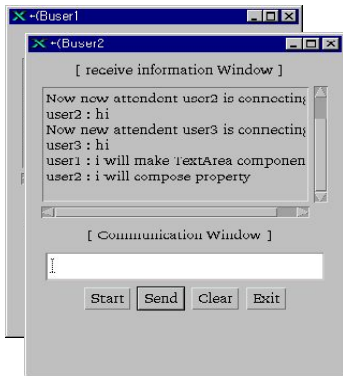 ←(Buser1
←(Buser2
[ receive information Window ]
Now new attendent user2 is connecting
user2 : hi
Now new attendent user3 is connecting
user3 : hi
user1 : i will make TextArea componen
user2 : i will compose property
[ Communication Window ]
Start Send Clear Exit